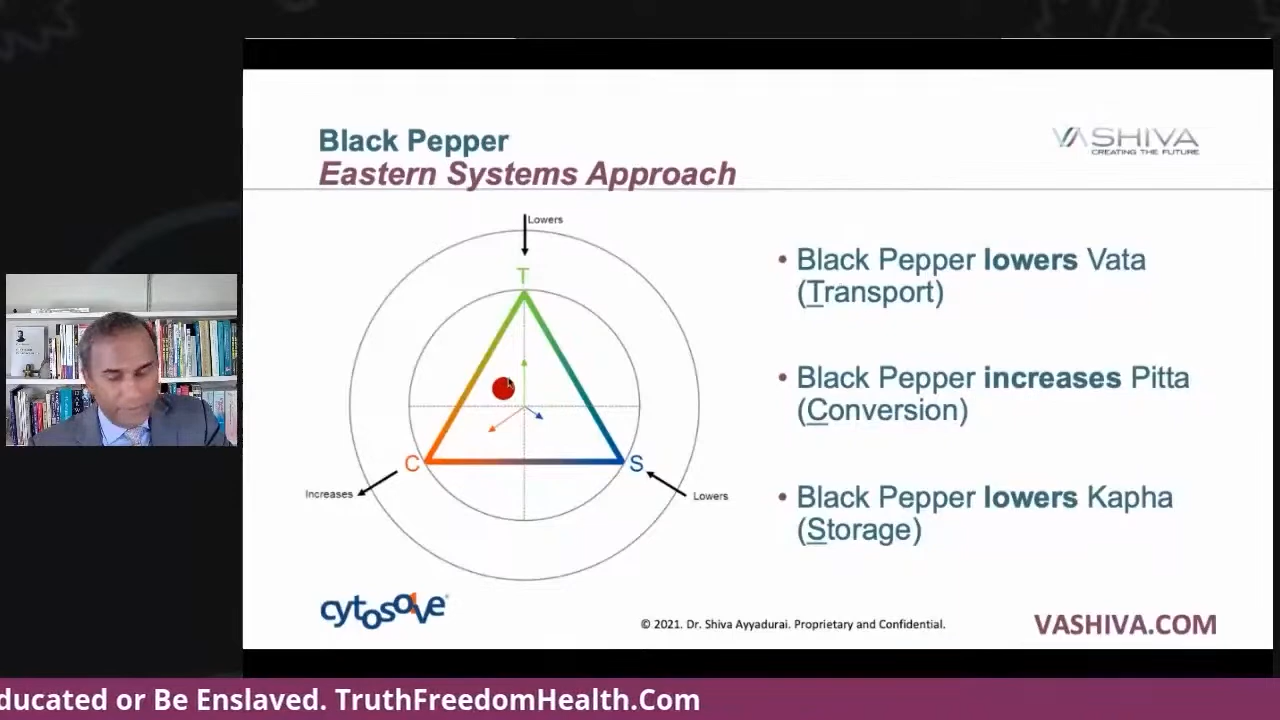 Black Pepper
Eastern Systems Approach
VASHIVA
CREATING THE FUTURE
Lowers
T
C
S
Increases
Lowers
• Black Pepper lowers Vata
(Transport)
• Black Pepper increases Pitta
(Conversion)
• Black Pepper lowers Kapha
(Storage)
cytosolve
© 2021. Dr. Shiva Ayyadurai. Proprietary and Confidential.
VASHIVA.COM
ducated or Be Enslaved. TruthFreedomHealth.Com